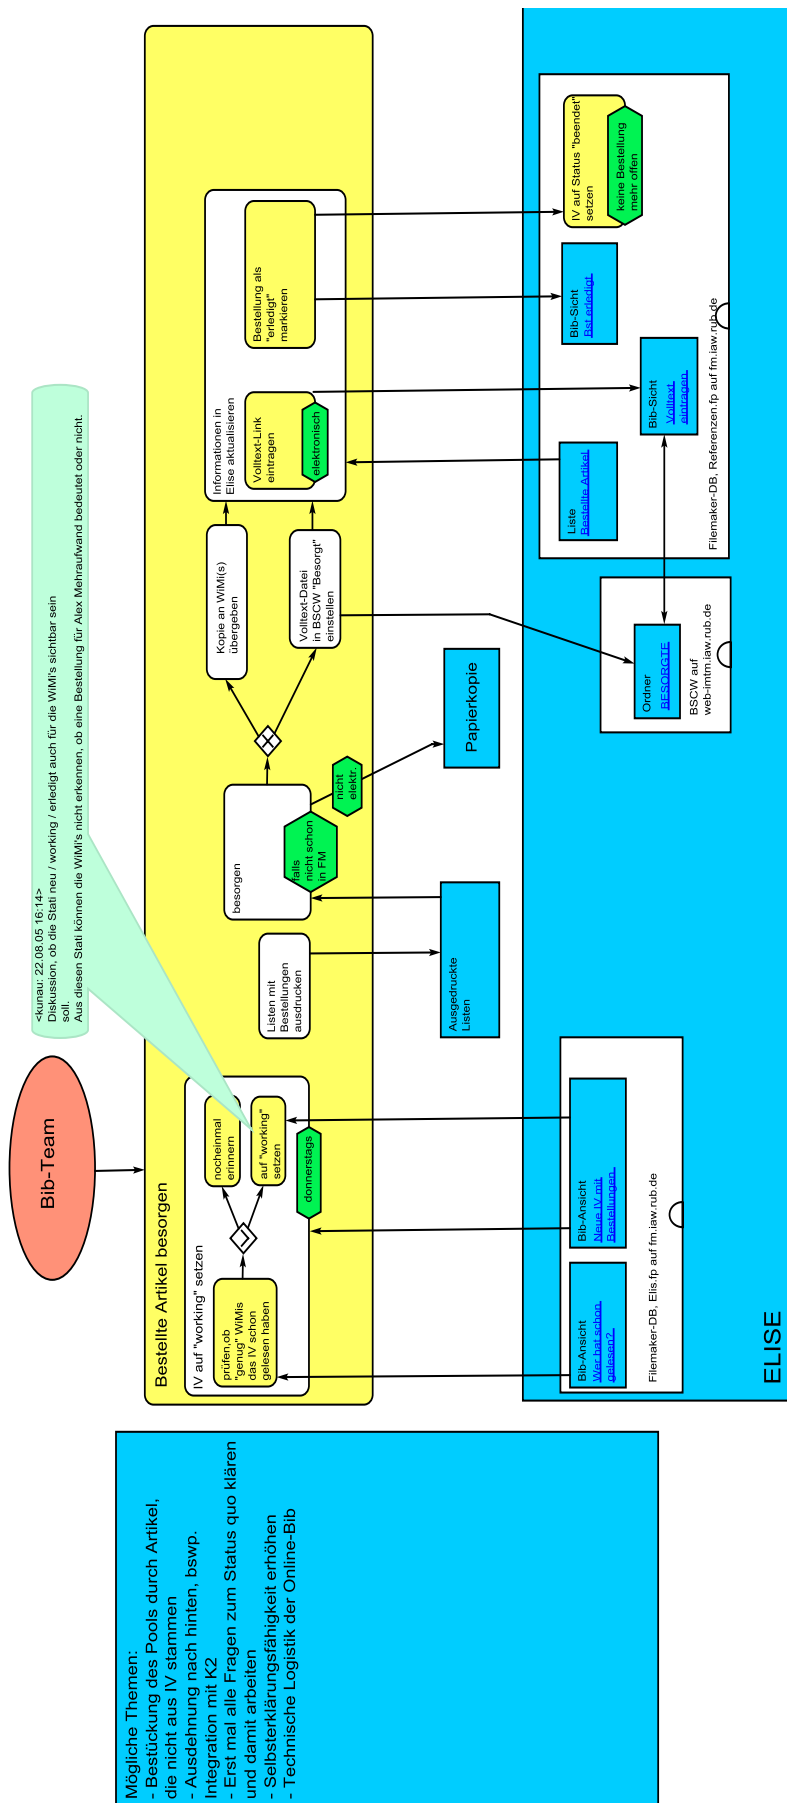 Mögliche Themen:
- Bestückung des Pools durch Artikel,
die nicht aus IV stammen
- Ausdehnung nach hinten, bswp.
Integration mit K2
- Erst mal alle Fragen zum Status quo klären
und damit arbeiten
- Selbsterklärungsfähigkeit erhöhen
- Technische Logistik der Online-Bib
Bib-Team
<kunau: 22.08.05 16:14>
Diskussion, ob die Stati neu / working / erledigt auch für die WiMi's sichtbar sein
soll.
Aus diesen Stati können die WiMi's nicht erkennen, ob eine Bestellung für Alex Mehraufwand bedeutet oder nicht.
Bestellte Artikel besorgen
IV auf "working" setzen
prüfen,ob
"genug" WiMis
das IV schon
gelesen haben
nocheinmal
erinnern
auf "working"
setzen
donnerstags
Listen mit
Bestellungen
ausdrucken
besorgen
falls
nicht schon
in FM
nicht
elektr.
Kopie an WiMi(s)
übergeben
Volltext-Datei
in BSCW "Besorgt"
einstellen
Informationen in
Elise aktualisieren
Volltext-Link
eintragen
elektronisch
Bestellung als
"erledigt"
markieren
Ausgedruckte
Listen
Papierkopie
ELISE
Bib-Ansicht
Wer hat schon
gelesen?
Bib-Ansicht
Neue IV mit
Bestellungen
Filemaker-DB, Elis.fp auf fm.iaw.rub.de
Ordner
BESORGTE
BSCW auf
web-imtm.iaw.rub.de
Liste
Bestellte Artikel
Bib-Sicht
Volltext
eintragen
Bib-Sicht
Bst erledigt
IV auf Status "beendet"
setzen
keine Bestellung
mehr offen
Filemaker-DB, Referenzen.fp auf fm.iaw.rub.de